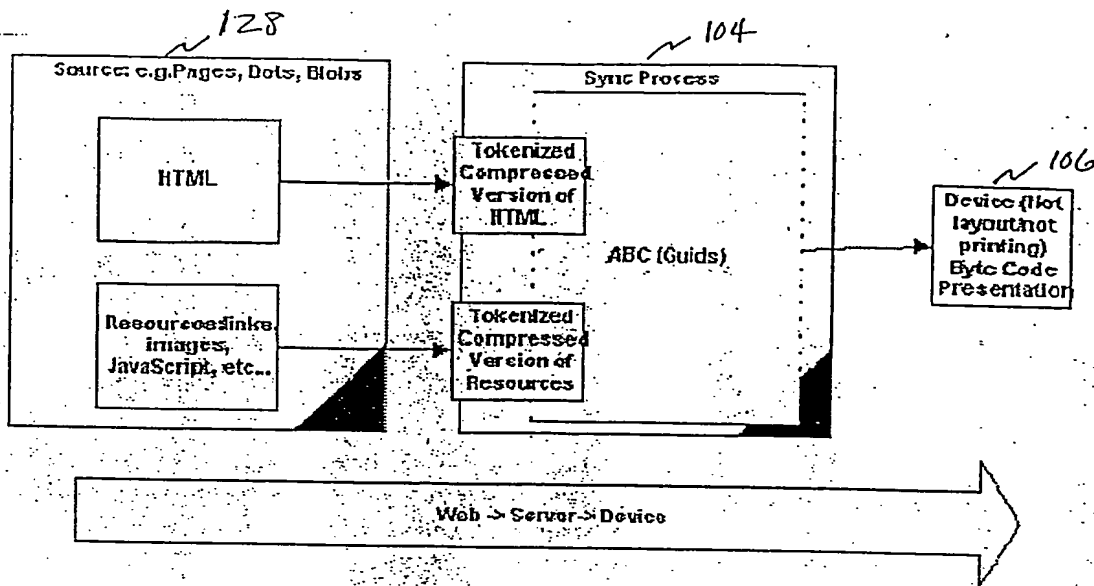 128
104
106
Source: e.g.Pages, Dots, Blobs
HTML
Resources:links,
images,
JavaScript, etc...
Sync Process
Tokenized
Compressed
Version of
HTML
ABC (Guids)
Tokenized
Compressed
Version of
Resources
Device (Not
layout/not
printing)
Byte Code
Presentation
Web -> Server-> Device